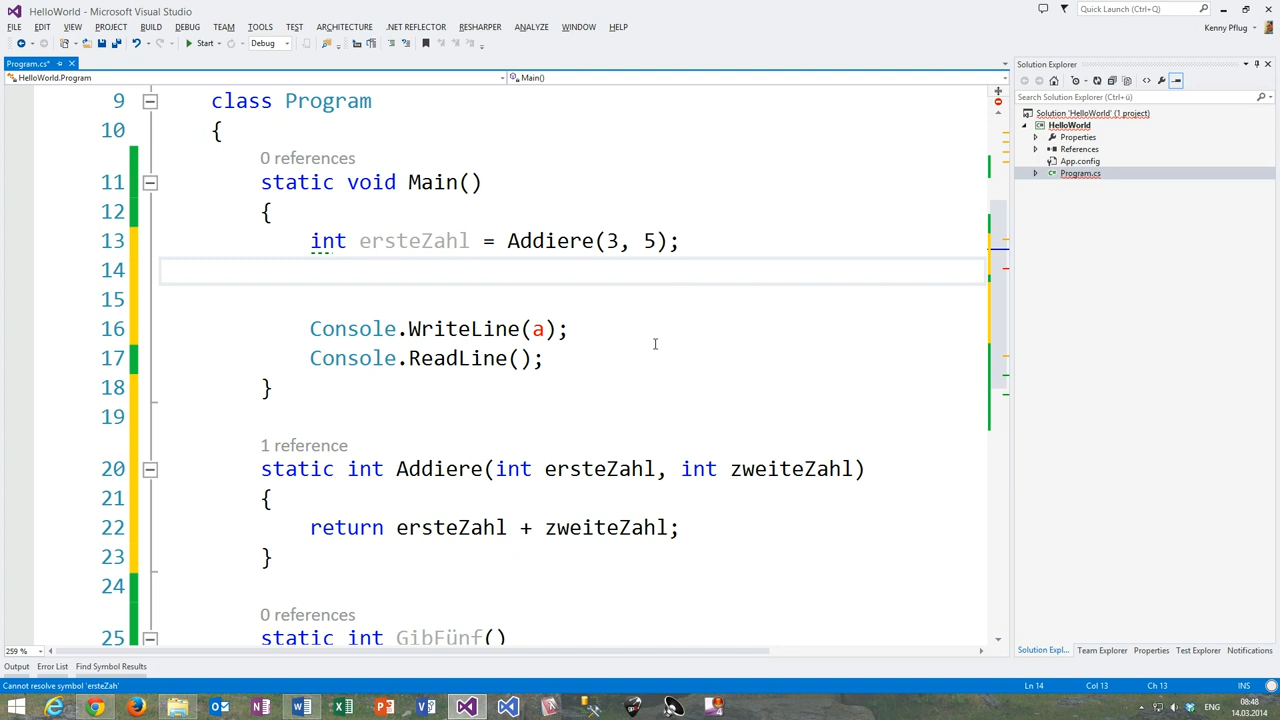 HelloWorld - Microsoft Visual Studio
Quick Launch (Ctrl+Q)
FILE EDIT VIEW PROJECT BUILD DEBUG TEAM TOOLS TEST ARCHITECTURE .NET REFLECTOR RESHARPER ANALYZE WINDOW HELP
Kenny Pflug
Start Debug
Program.cs*
HelloWorld.Program
Main()
9 class Program
10 {
0 references
11 static void Main()
12 {
13 int ersteZahl = Addiere(3, 5);
14
15
16 Console.WriteLine(a);
17 Console.ReadLine();
18 }
19
1 reference
20 static int Addiere(int ersteZahl, int zweiteZahl)
21 {
22 return ersteZahl + zweiteZahl;
23 }
24
0 references
25 static int GibFünf()
259 %
Solution Explorer
Search Solution Explorer (Ctrl+ü)
Solution 'HelloWorld' (1 project)
HelloWorld
Properties
References
App.config
Program.cs
Solution Expl... Team Explorer Properties Test Explorer Notifications
Output Error List Find Symbol Results
Cannot resolve symbol 'ersteZah'
Ln 14 Col 13 Ch 13 INS
ENG
08:48
14.03.2014